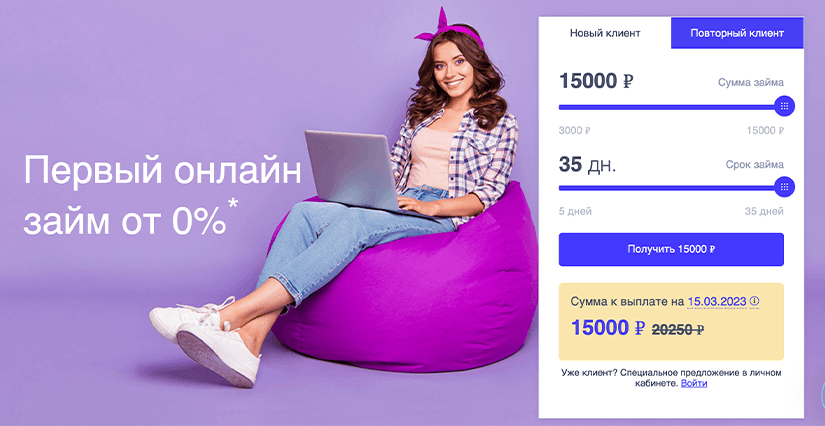 Первый онлайн
займ от 0%*
Новый клиент
Повторный клиент
15000 ₽
Сумма займа
3000 ₽
15000 ₽
35 дн.
Срок займа
5 дней
35 дней
Получить 15000 ₽
Сумма к выплате на 15.03.2023
15000 ₽ 20250 ₽
Уже клиент? Специальное предложение в личном
кабинете. Войти